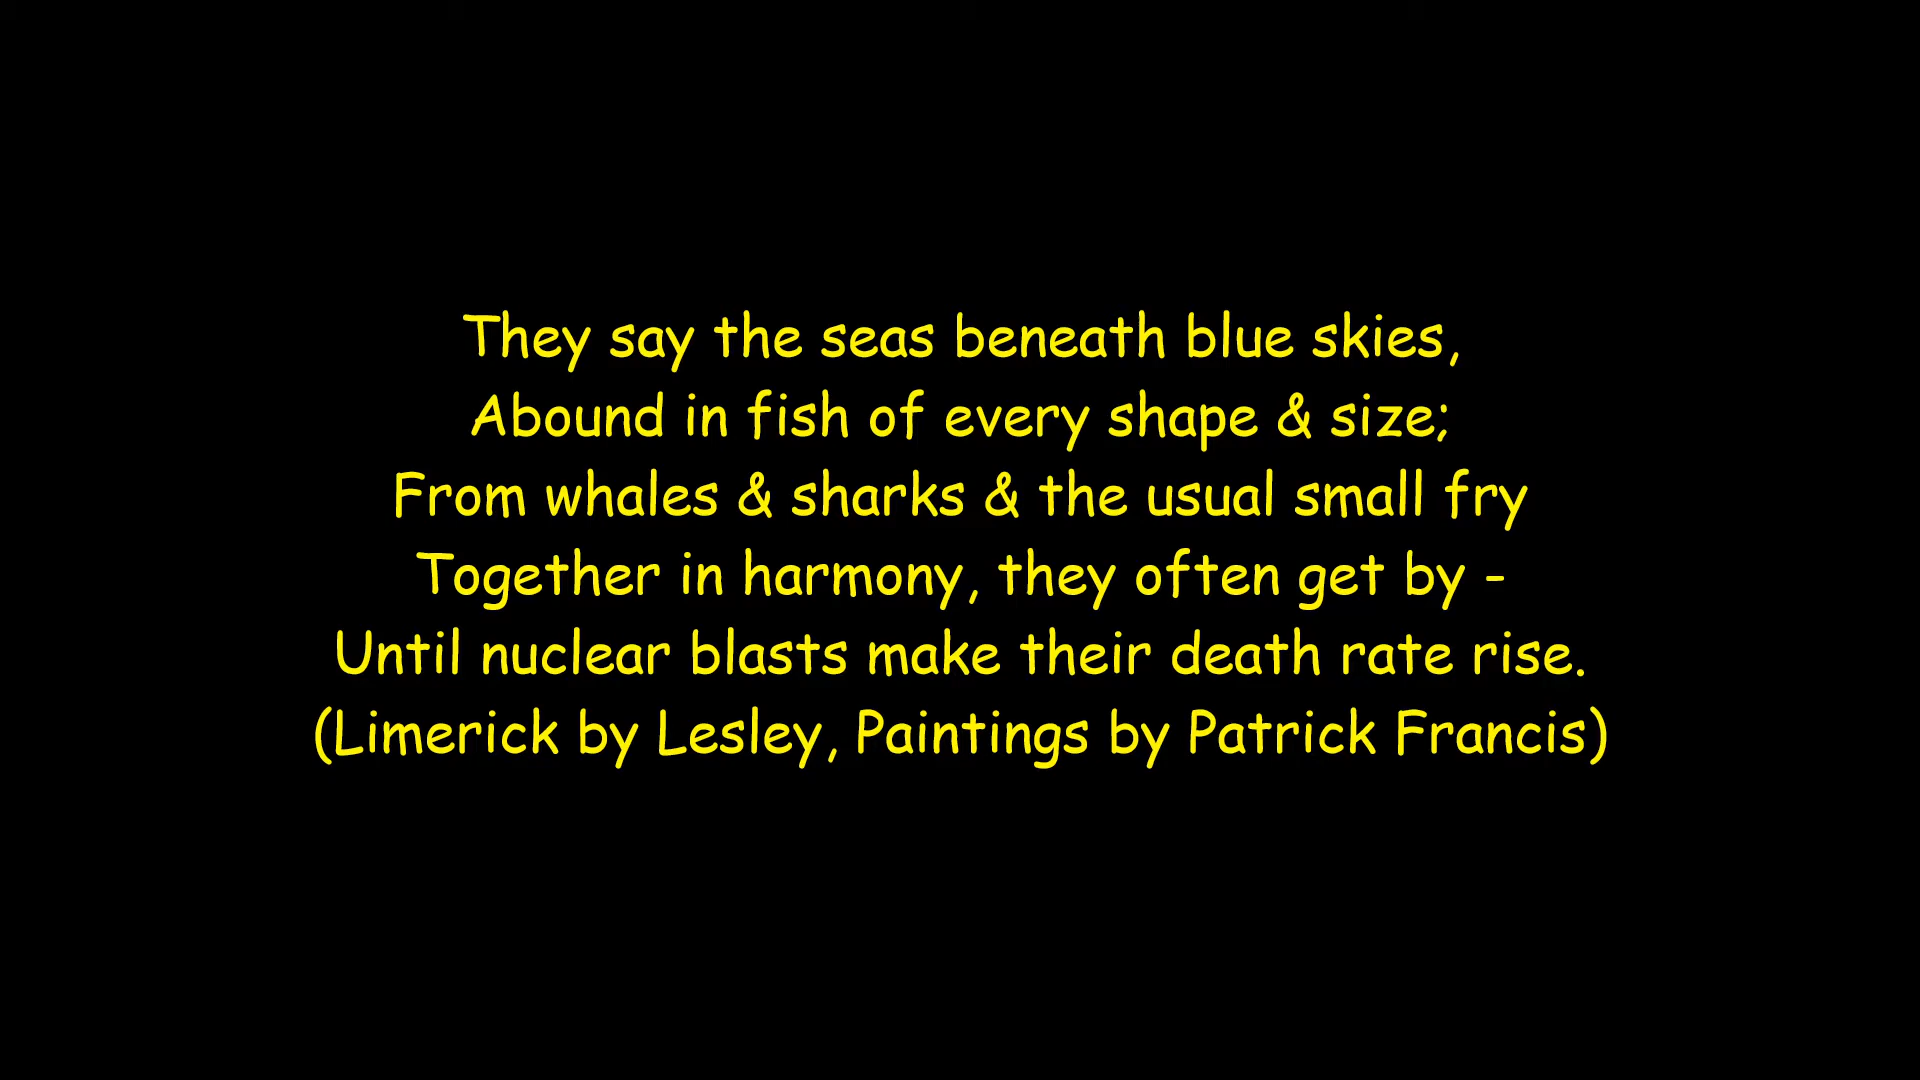 They say the seas beneath blue skies,
Abound in fish of every shape & size;
From whales & sharks & the usual small fry
Together in harmony, they often get by -
Until nuclear blasts make their death rate rise.
(Limerick by Lesley, Paintings by Patrick Francis)